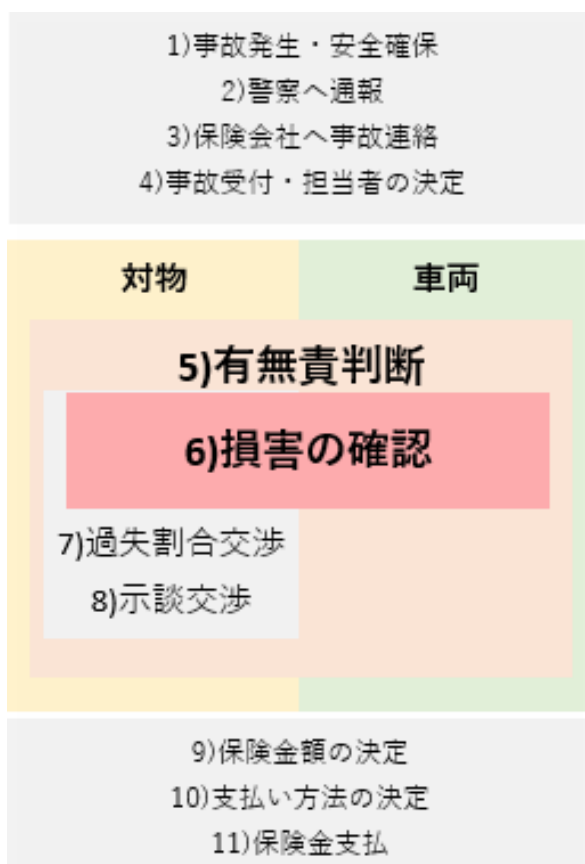 1)事故発生・安全確保
2)警察へ通報
3)保険会社へ事故連絡
4)事故受付・担当者の決定
対物
車両
5)有無責判断
6)損害の確認
7)過失割合交渉
8)示談交渉
9)保険金額の決定
10)支払い方法の決定
11)保険金支払